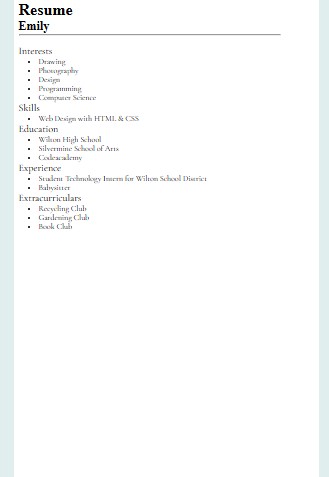 Resume
Emily
Interests
Drawing
Photography
Design
Programming
Computer Science
Skills
Web Design with HTML & CSS
Education
Wilton High School
Silvermine School of Arts
Codeacademy
Experience
Student Technology Intern for Wilton School District
Babysitter
Extracurriculars
Recycling Club
Gardening Club
Book Club